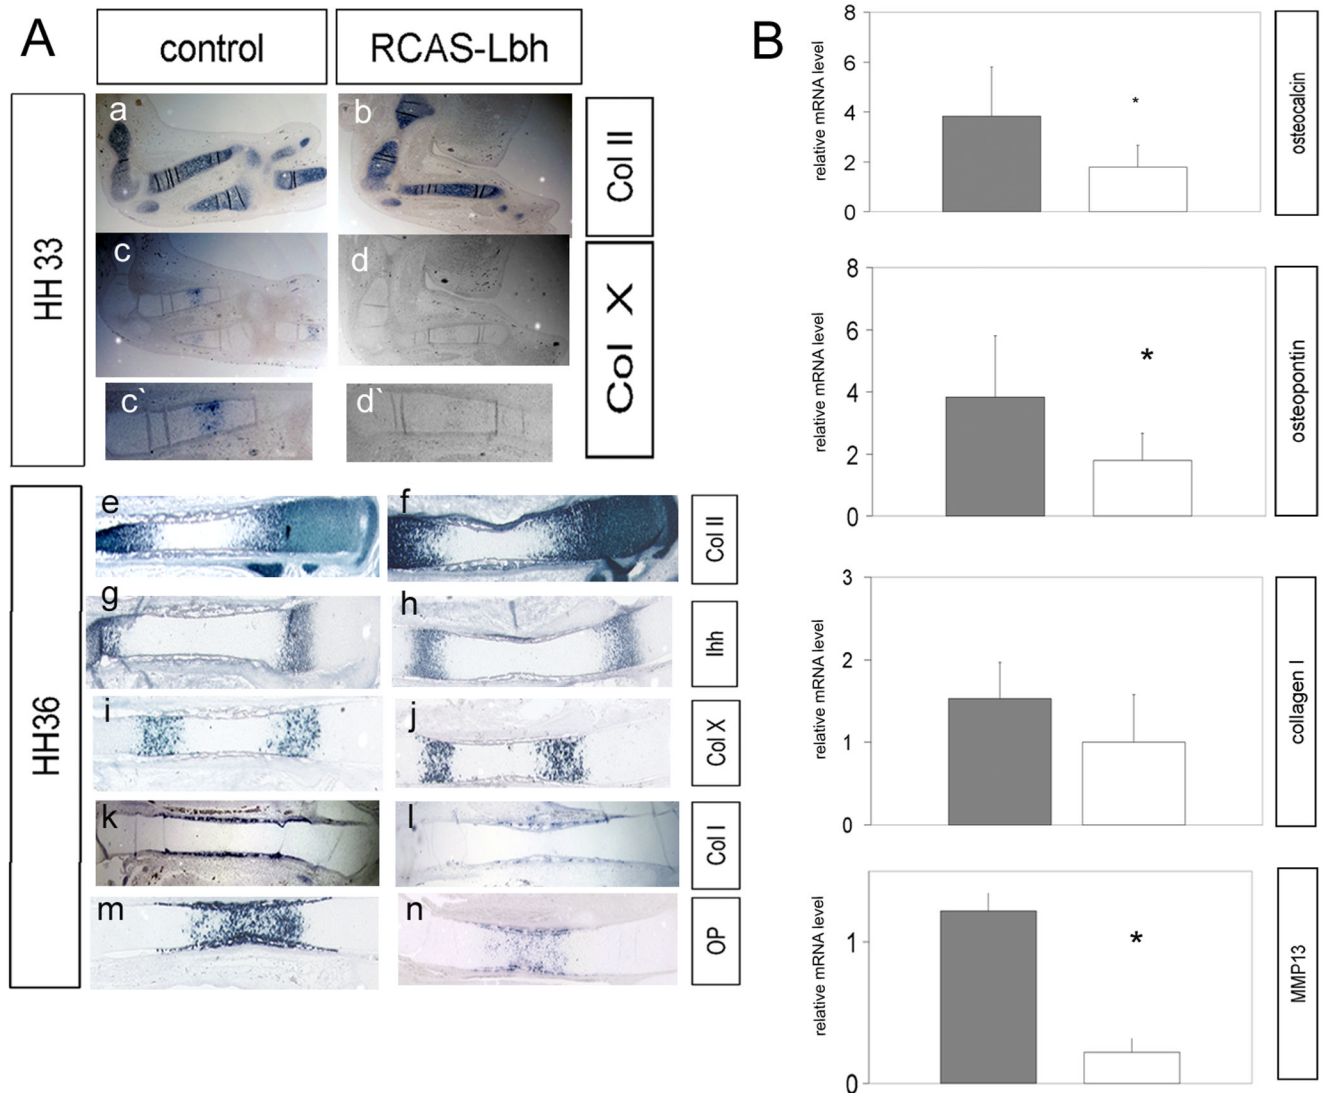 A
control
RCAS-Lbh
HH 33
a
b
Col II
c
d
Col X
c`
d`
HH36
e
f
Col II
g
h
Ihh
i
j
Col X
k
l
Col I
m
n
OP
B
relative mRNA level
8
6
4
2
0
*
osteocalcin
relative mRNA level
8
6
4
2
0
*
osteopontin
relative mRNA level
3
2
1
0
collagen I
relative mRNA level
1
0
*
MMP13